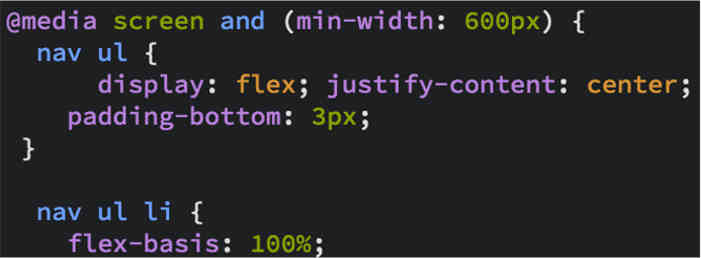 @media screen and (min-width: 600px) {
nav ul {
display: flex; justify-content: center;
padding-bottom: 3px;
}
nav ul li {
flex-basis: 100%;